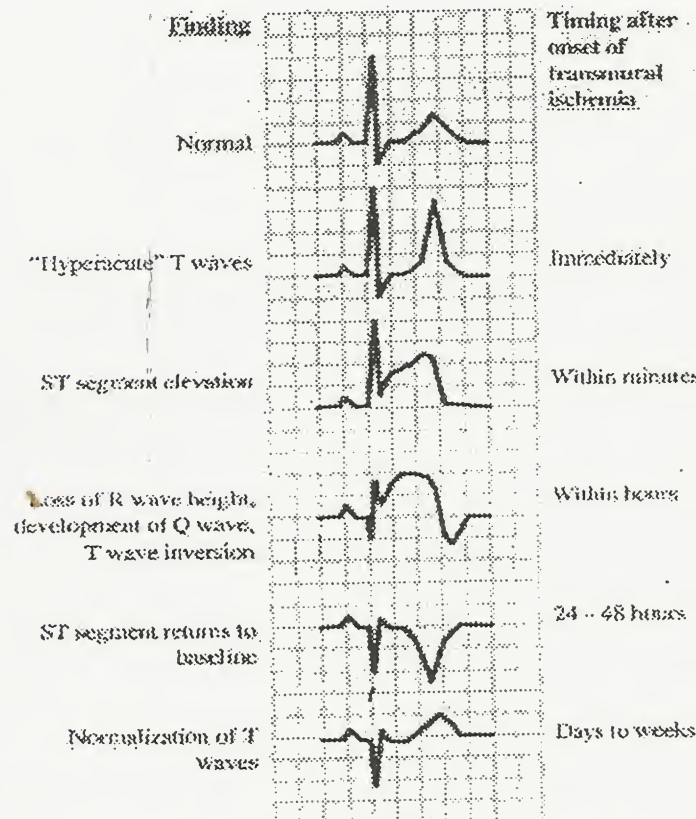 Finding
Timing after
onset of
transmural
ischemia
Normal
"Hyperacute" T waves
Immediately
ST segment elevation
Within minutes
Loss of R wave height,
development of Q wave,
T wave inversion
Within hours
ST segment returns to
baseline
24 - 48 hours
Normalization of T
waves
Days to weeks